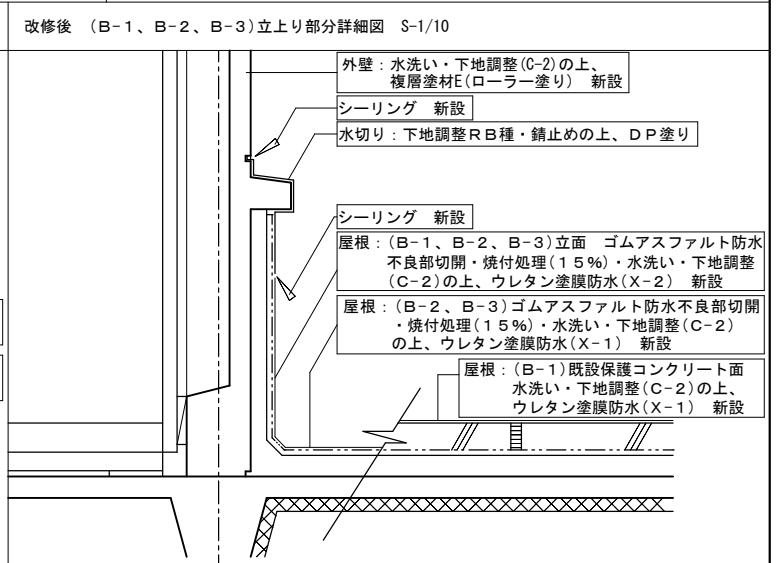 改修後　(B-1、B-2、B-3)立上り部分詳細図　S-1/10
外壁：水洗い・下地調整(C-2)の上、
複層塗材E(ローラー塗り)　新設
シーリング　新設
水切り：下地調整ＲＢ種・錆止めの上、ＤＰ塗り
シーリング　新設
屋根：(Ｂ-１、Ｂ-２、Ｂ-３)立面　ゴムアスファルト防水
不良部切開・焼付処理(１５％)・水洗い・下地調整
(Ｃ-２)の上、ウレタン塗膜防水(Ｘ-２)　新設
屋根：(Ｂ-２、Ｂ-３)ゴムアスファルト防水不良部切開
・焼付処理(１５％)・水洗い・下地調整(Ｃ-２)
の上、ウレタン塗膜防水(Ｘ-１)　新設
屋根：(Ｂ-１)既設保護コンクリート面
水洗い・下地調整(Ｃ-２)の上、
ウレタン塗膜防水(Ｘ-１)　新設